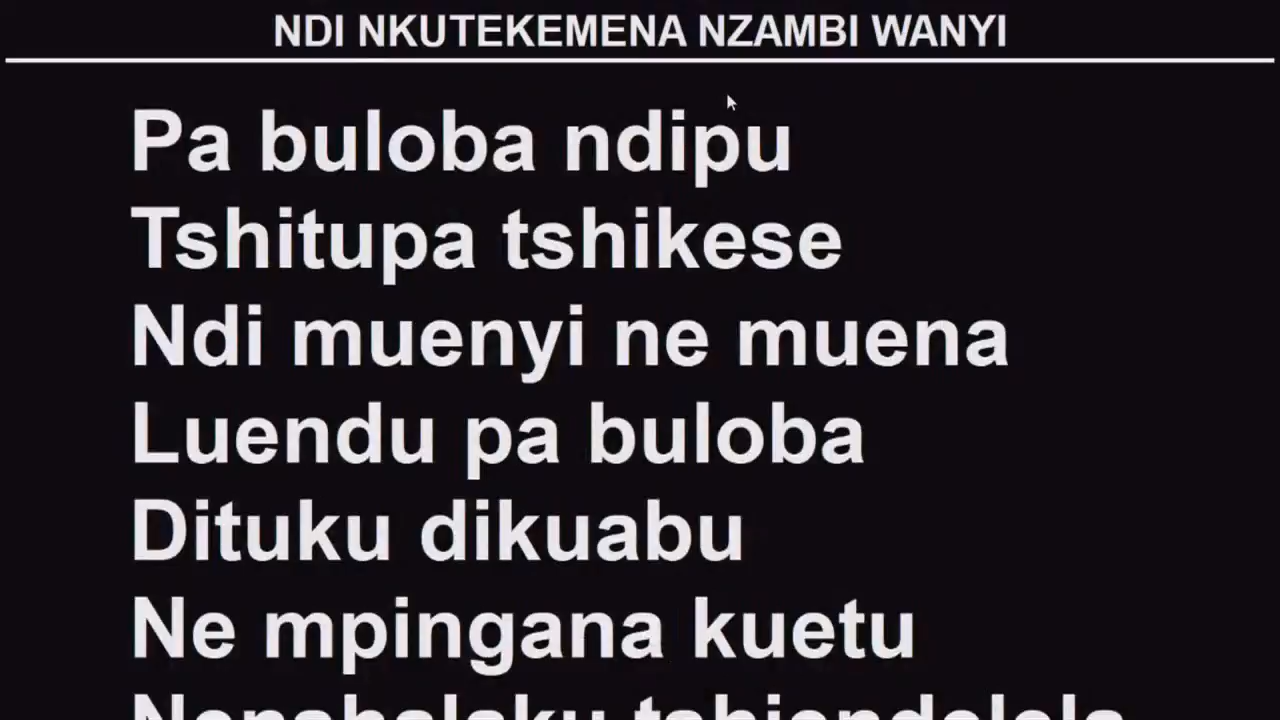 NDI NKUTEKEMENA NZAMBI WANYI
Pa buloba ndipu
Tshitupa tshikese
Ndi muenyi ne muena
Luendu pa buloba
Dituku dikuabu
Ne mpingana kuetu